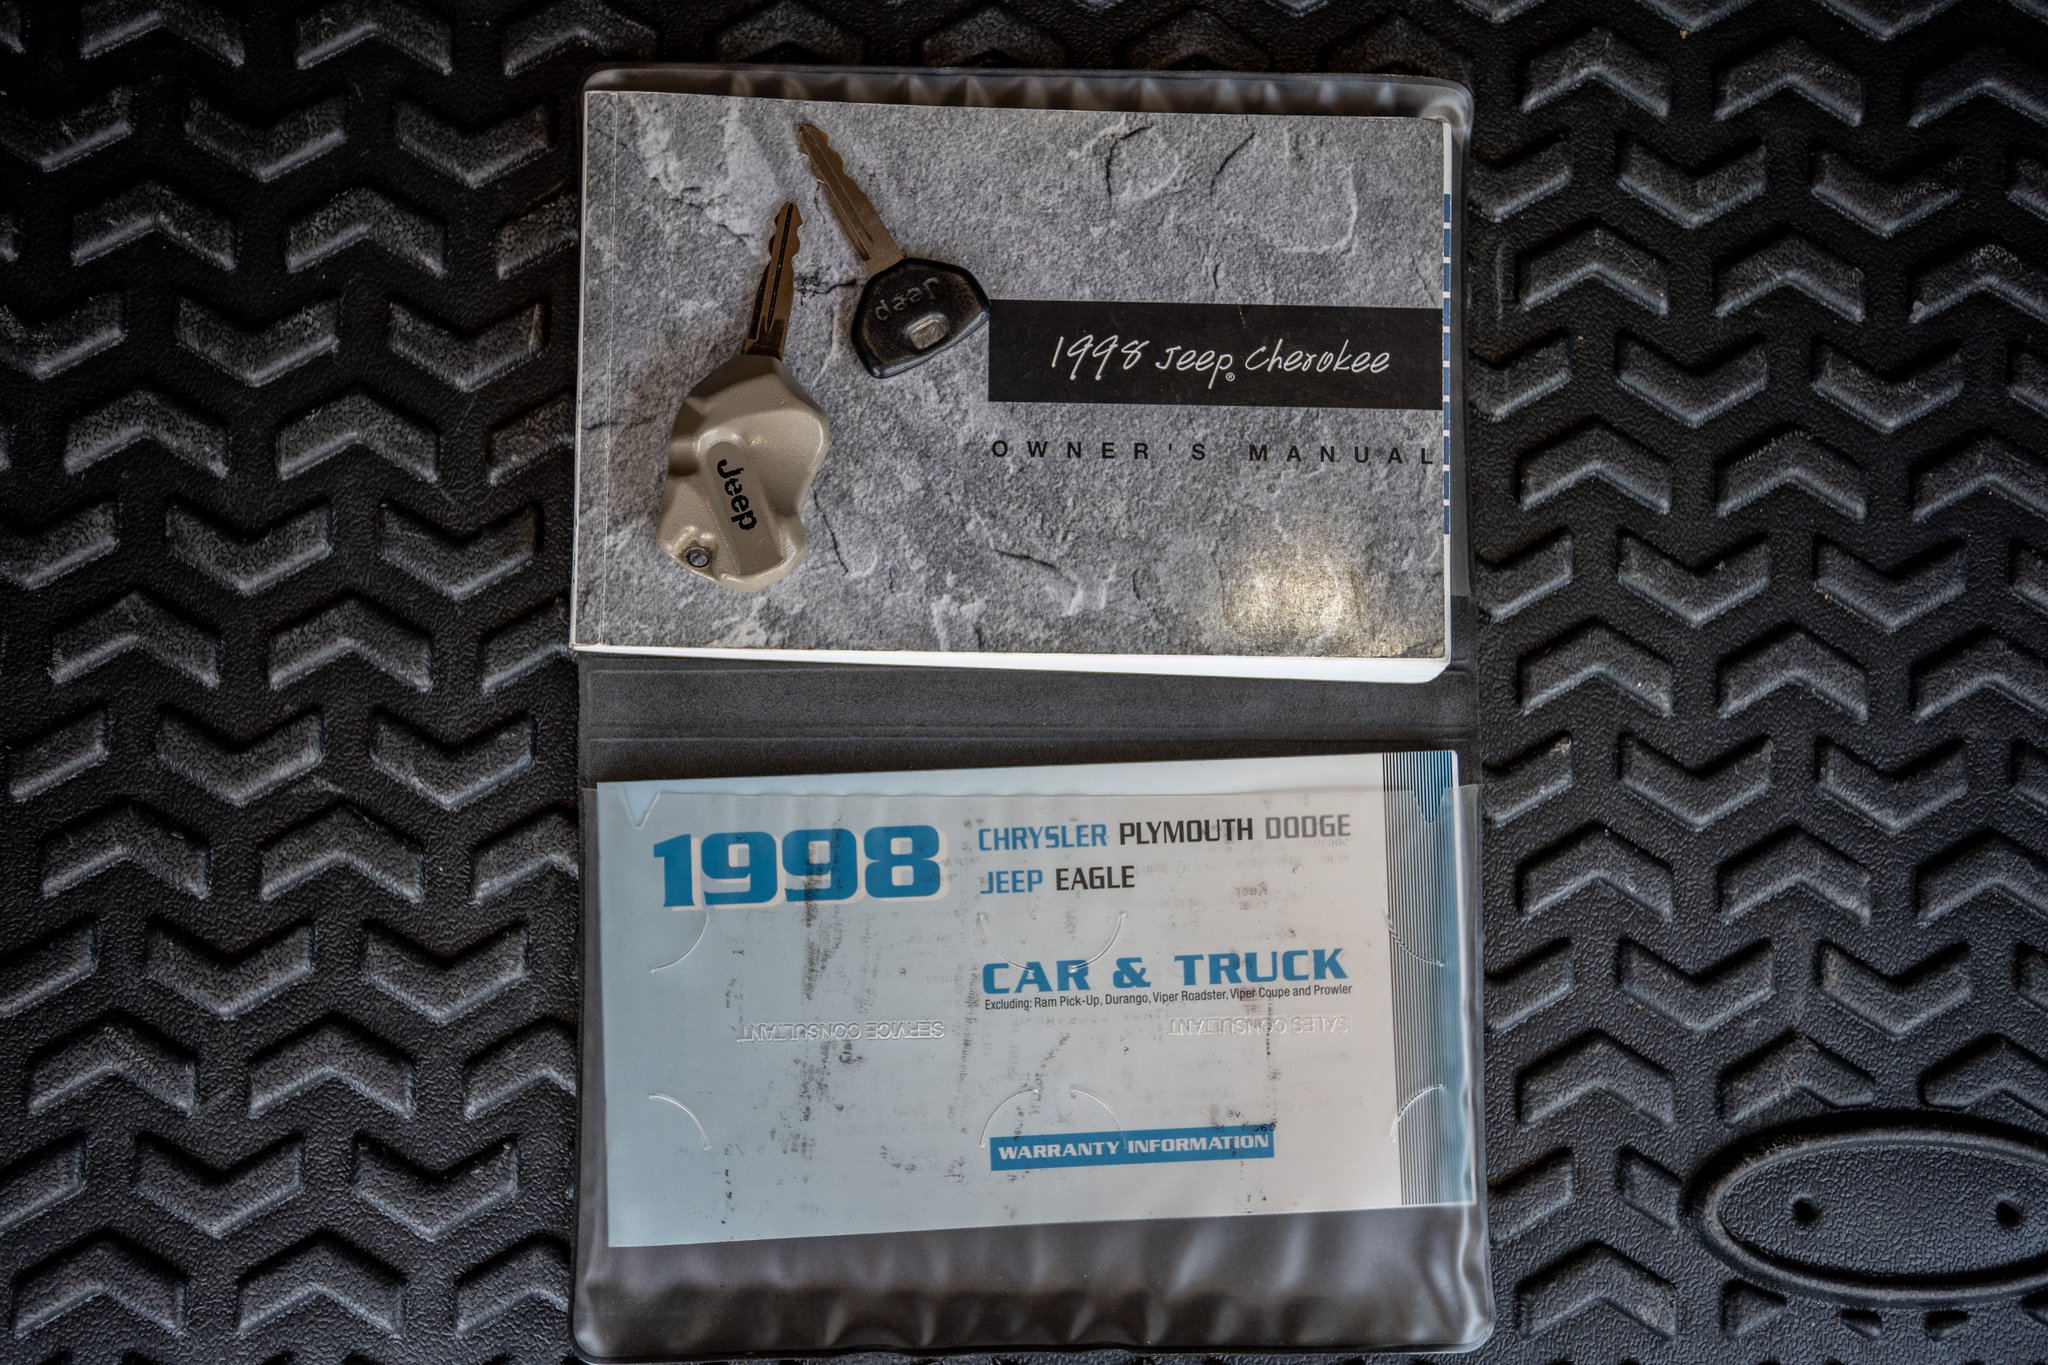 Jeep
Jeep
1998 Jeep® Cherokee
OWNER'S MANUAL
1998
CHRYSLER PLYMOUTH DODGE
JEEP EAGLE
CAR & TRUCK
Excluding: Ram Pick-Up, Durango, Viper Roadster, Viper Coupe and Prowler
SERVICE CONSULTANT
SALES CONSULTANT
WARRANTY INFORMATION